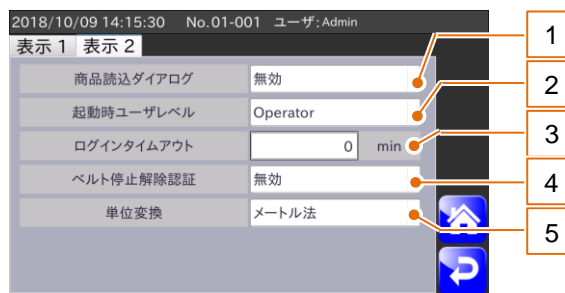 2018/10/09 14:15:30 No.01-001 ユーザ:Admin
表示 1 表示 2
商品読込ダイアログ 無効 1
起動時ユーザレベル Operator 2
ログインタイムアウト 0 min 3
ベルト停止解除認証 無効 4
単位変換 メートル法 5